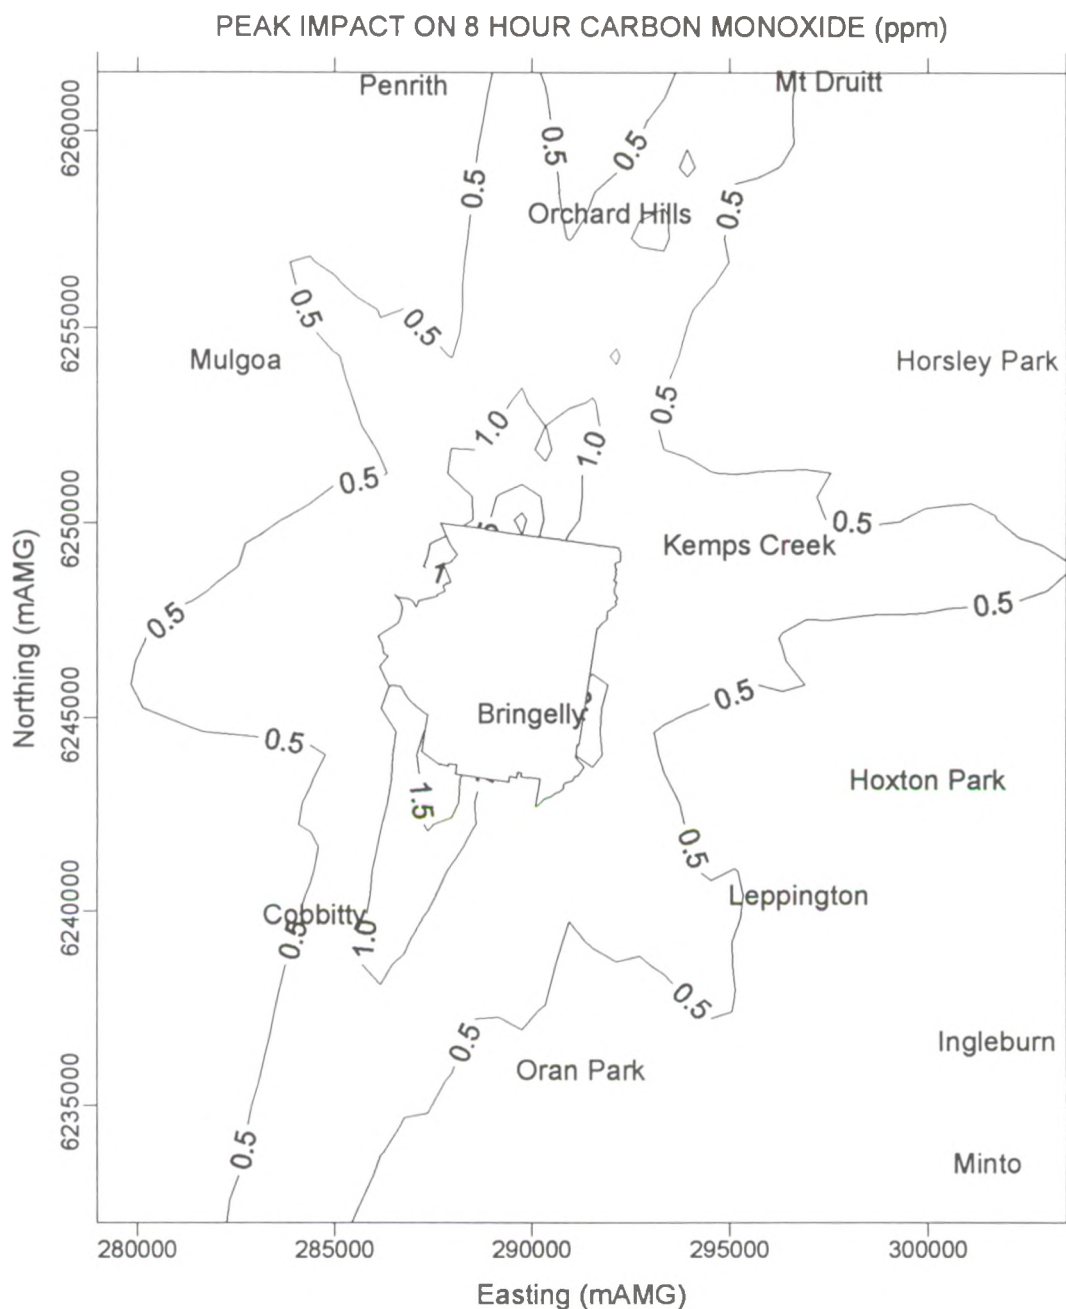 PEAK IMPACT ON 8 HOUR CARBON MONOXIDE (ppm)
Penrith
Mt Druitt
6260000
0.5
0.5
0.5
0.5
Orchard Hills
0.5
6255000
0.5
0.5
Mulgoa
Horsley Park
0.5
1.0
1.0
0.5
6250000
0.5
Kemps Creek
1
0.5
0.5
Northing (mAMG)
6245000
0.5
Bringelly
0.5
Hoxton Park
1.5
0.5
6240000
Leppington
Cobbitty
0.5
1.0
0.5
0.5
Ingleburn
Oran Park
6235000
0.5
Minto
280000
285000
290000
295000
300000
Easting (mAMG)